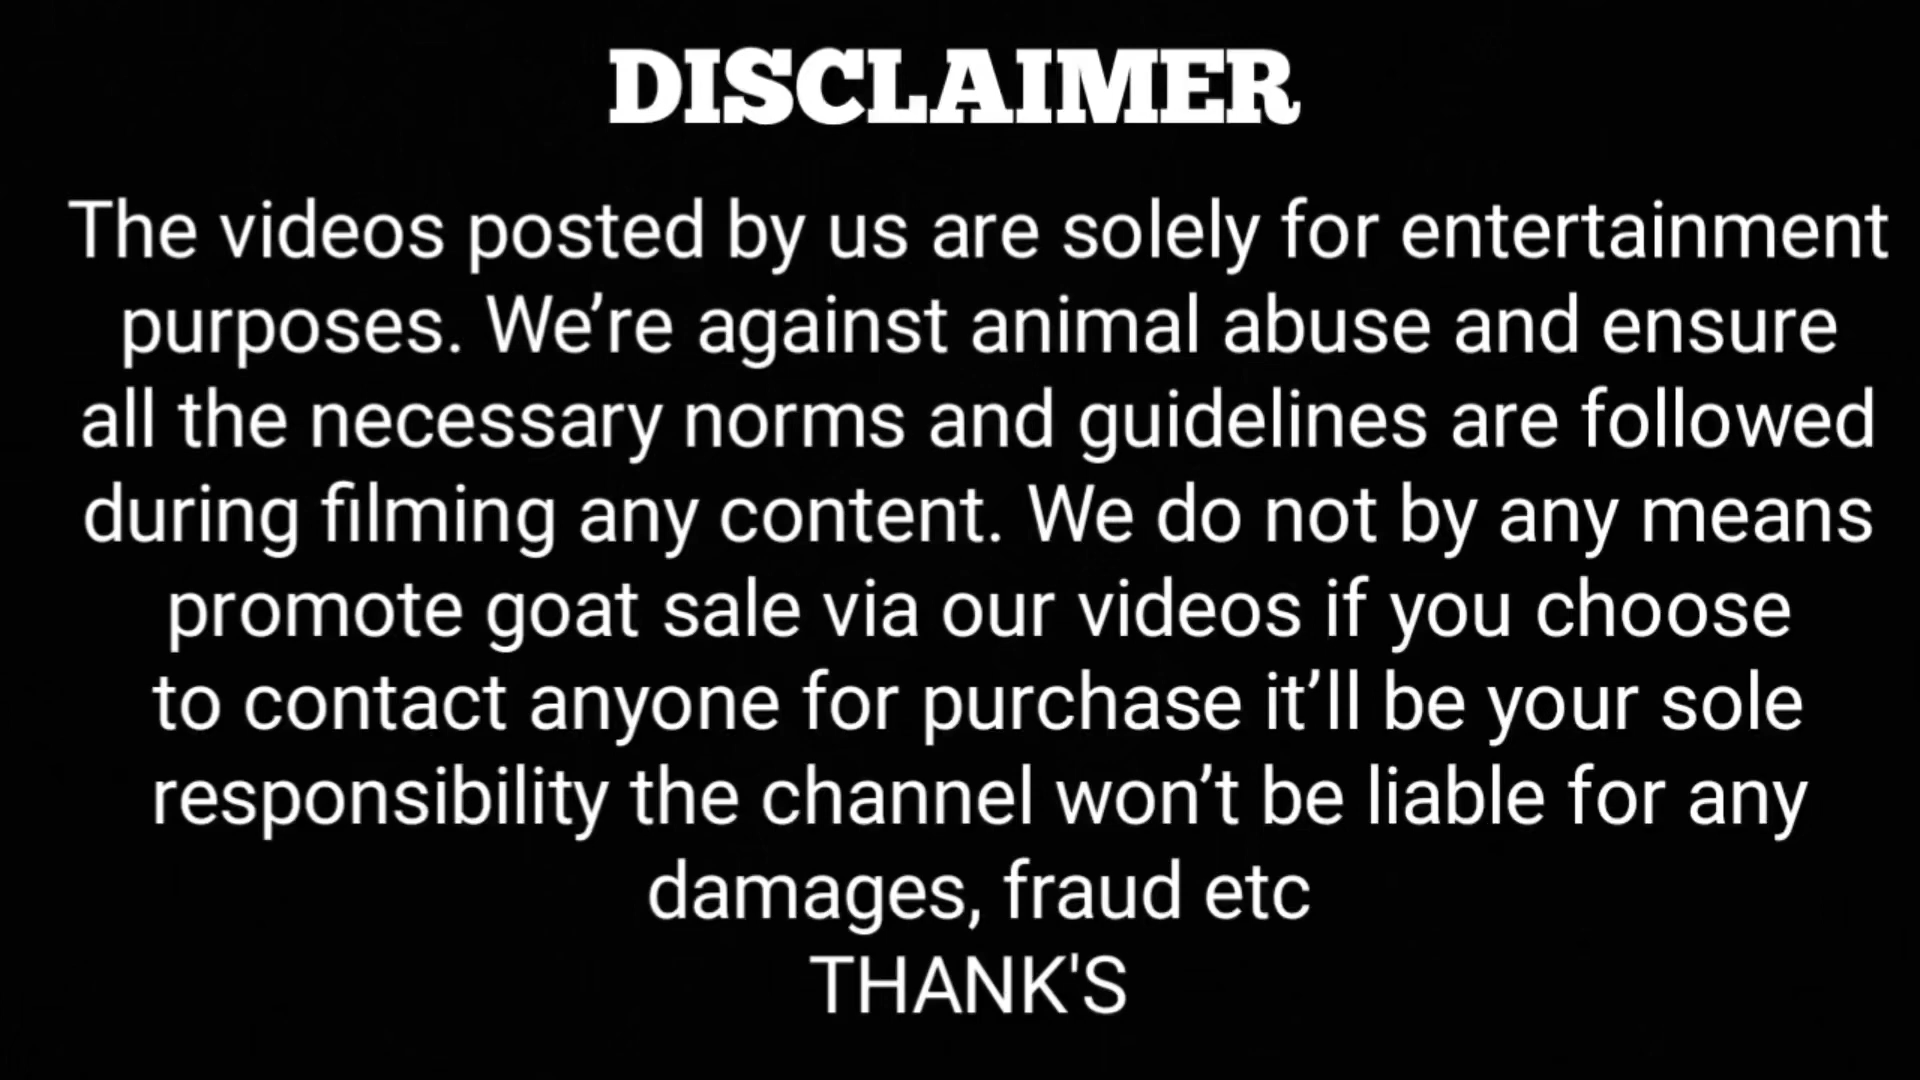 DISCLAIMER
The videos posted by us are solely for entertainment
purposes. We’re against animal abuse and ensure
all the necessary norms and guidelines are followed
during filming any content. We do not by any means
promote goat sale via our videos if you choose
to contact anyone for purchase it’ll be your sole
responsibility the channel won’t be liable for any
damages, fraud etc
THANK'S